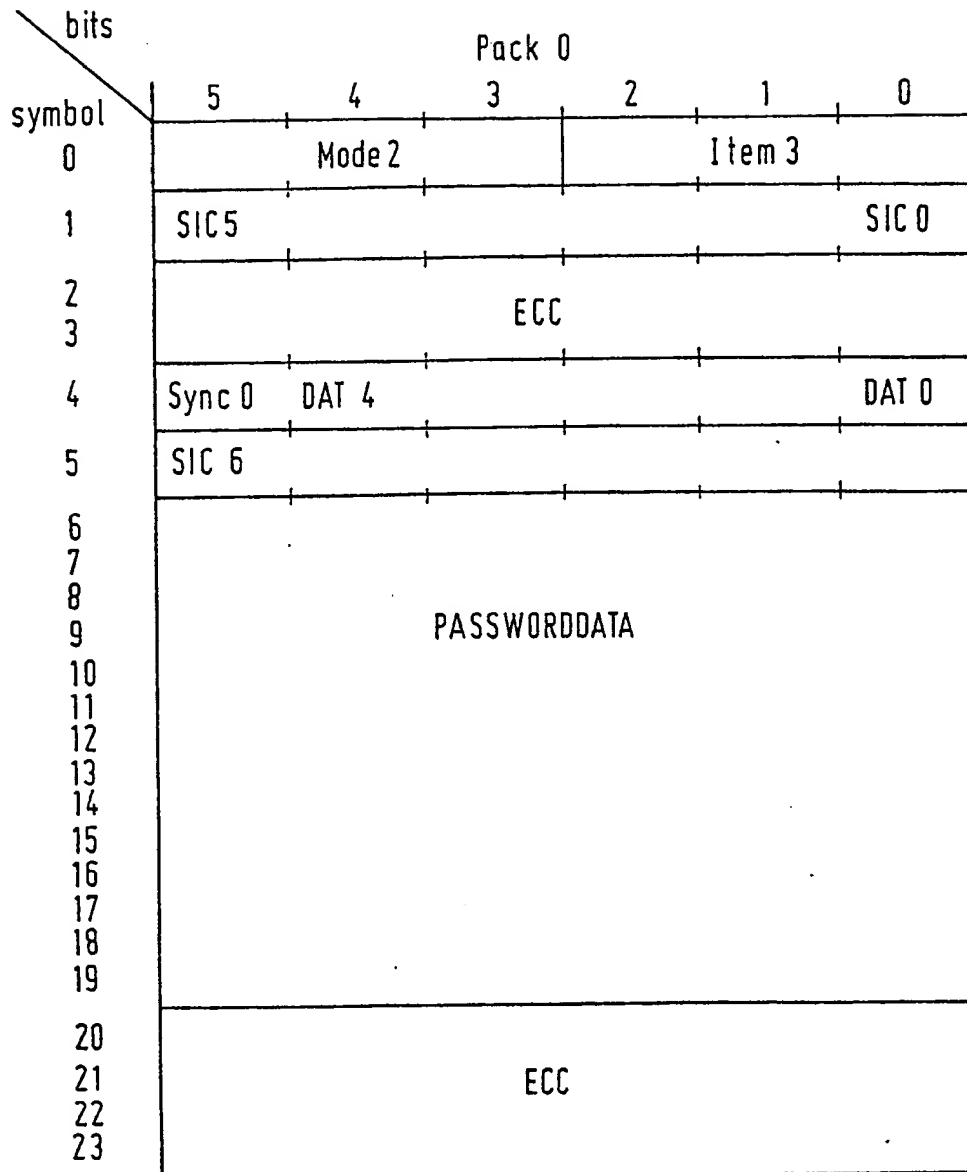 bits
Pack 0
symbol 5 4 3 2 1 0
0 Mode 2 Item 3
1 SIC 5 SIC 0
2
3 ECC
4 Sync 0 DAT 4 DAT 0
5 SIC 6
6
7
8
9 PASSWORDDATA
10
11
12
13
14
15
16
17
18
19
20
21 ECC
22
23